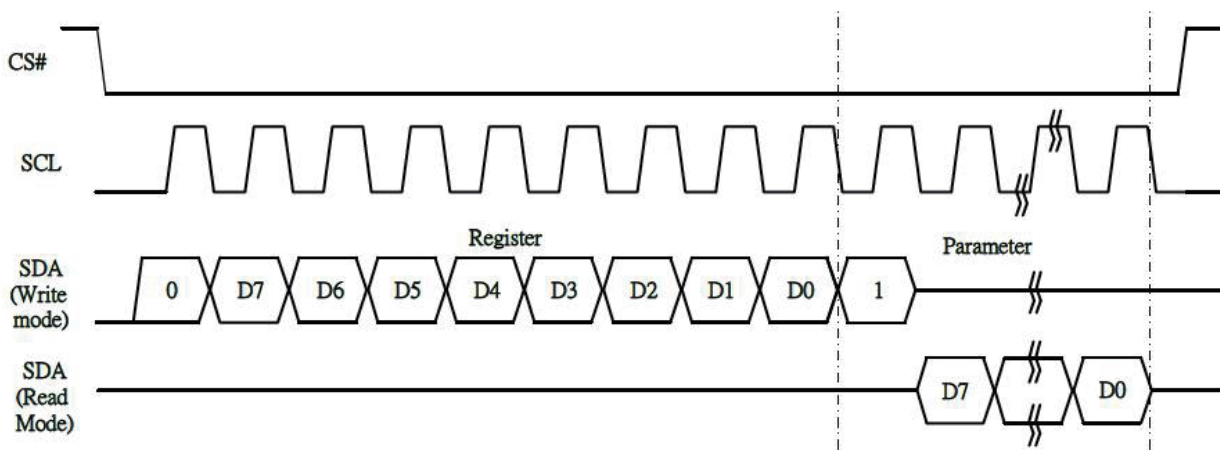 CS#
SCL
Register
Parameter
SDA
(Write
mode)
0 D7 D6 D5 D4 D3 D2 D1 D0 1
SDA
(Read
Mode)
D7 D0